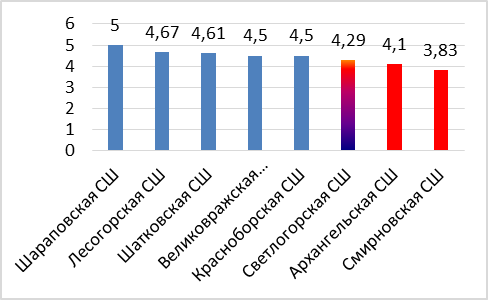 5
4,67
4,61
4,5
4,5
4,29
4,1
3,83
6
5
4
3
2
1
0
Шараповская СШ
Лесогорская СШ
Шатковская СШ
Великовражская...
Красноборская СШ
Светлогорская СШ
Архангельская СШ
Смирновская СШ